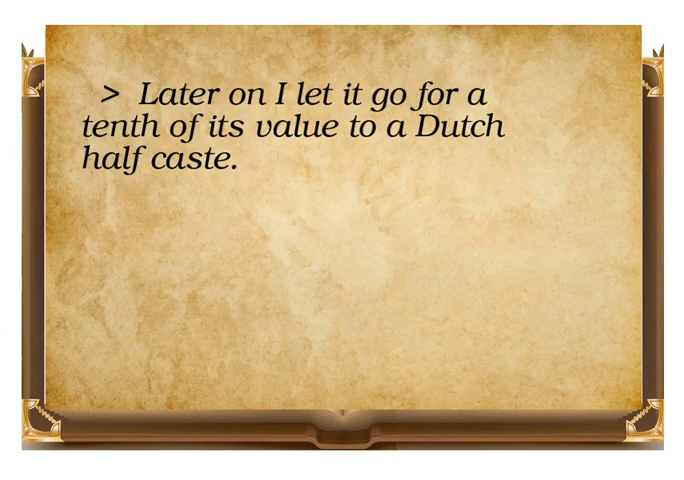 > Later on I let it go for a
tenth of its value to a Dutch
half caste.